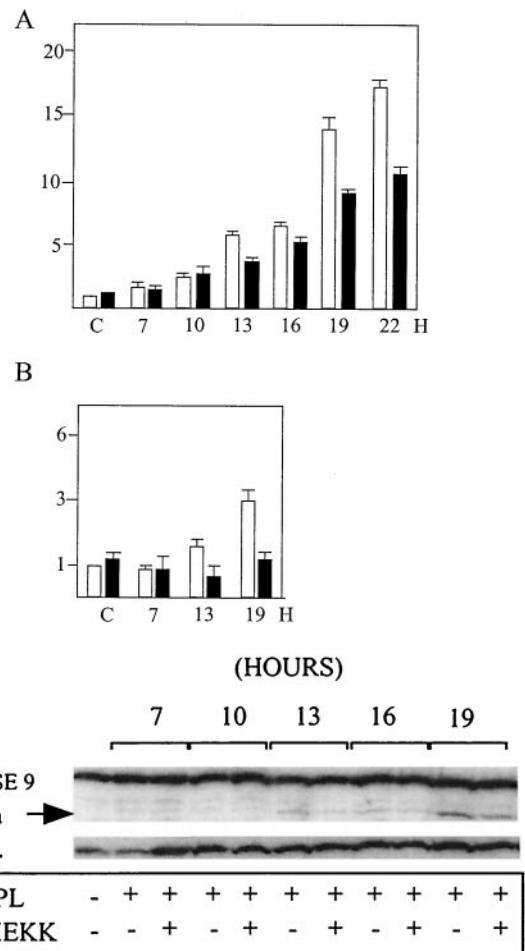 A
20
15
10
5
C 7 10 13 16 19 22 H
B
6
3
1
C 7 13 19 H
(HOURS)
7 10 13 16 19
SE 9
PL - + + + + + + + + + +
EKK - - + - + - + - + - +